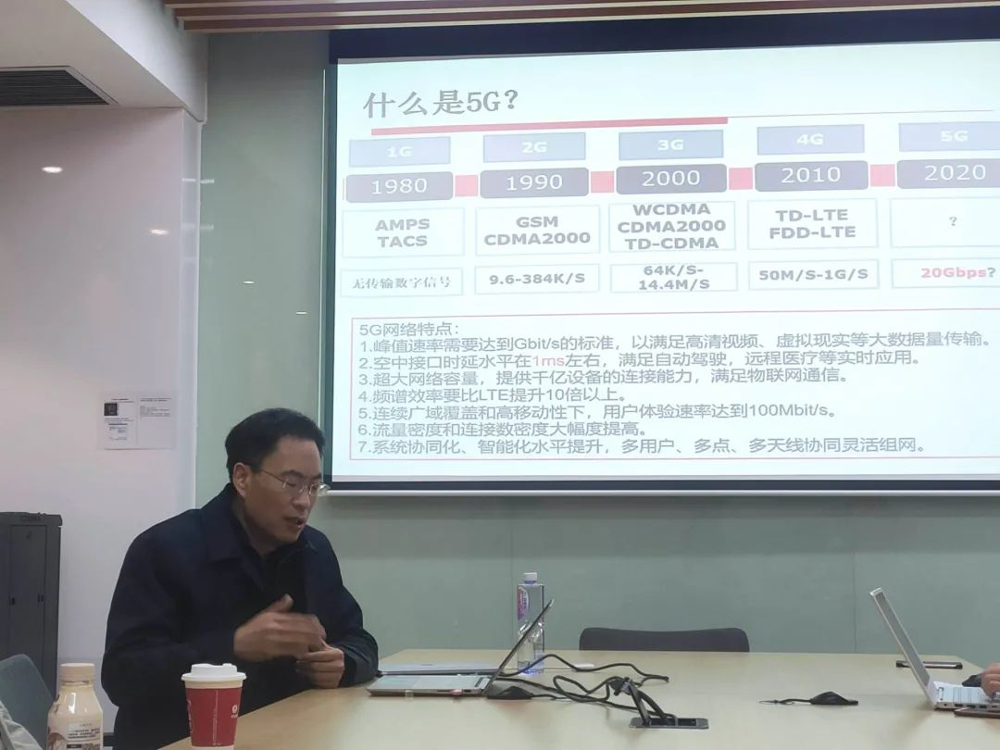 什么是5G?
1G 2G 3G 4G 5G
1980 1990 2000 2010 2020
AMPS
TACS
GSM
CDMA2000
WCDMA
CDMA2000
TD-CDMA
TD-LTE
FDD-LTE
?
无传输数字信号
9.6-384K/S
64K/S-
14.4M/S
50M/S-1G/S
20Gbps?
5G网络特点:
1.峰值速率需要达到Gbit/s的标准，以满足高清视频、虚拟现实等大数据量传输。
2.空中接口时延水平在1ms左右，满足自动驾驶，远程医疗等实时应用。
3.超大网络容量，提供千亿设备的连接能力，满足物联网通信。
4.频谱效率要比LTE提升10倍以上。
5.连续广域覆盖和高移动性下，用户体验速率达到100Mbit/s。
6.流量密度和连接数密度大幅度提高。
7.系统协同化、智能化水平提升，多用户、多点、多天线协同灵活组网。